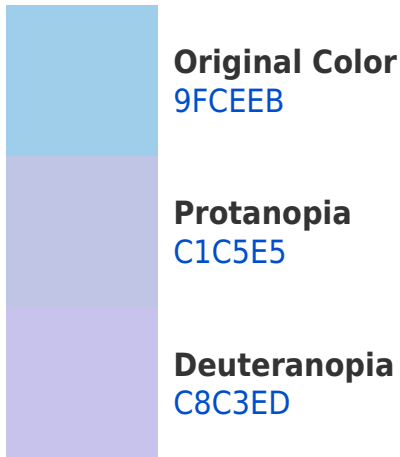 Original Color
9FCEEB
Protanopia
C1C5E5
Deuteranopia
C8C3ED